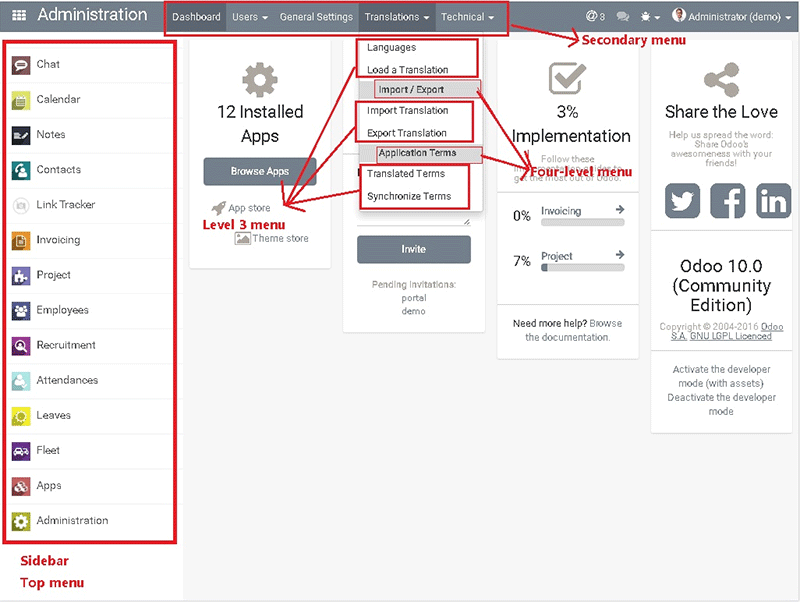 Administration
Dashboard Users General Settings Translations Technical
@ 3 Administrator (demo)
Secondary menu
Chat
Calendar
Notes
Contacts
Link Tracker
Invoicing
Project
Employees
Recruitment
Attendances
Leaves
Fleet
Apps
Administration
Sidebar
Top menu
12 Installed
Apps
Browse Apps
App store
Level 3 menu
Theme store
Languages
Load a Translation
Import / Export
Import Translation
Export Translation
Application Terms
Translated Terms
Synchronize Terms
Invite
Pending Invitations:
portal
demo
3%
Implementation
Follow these
Four-level menu
get the most out of Odoo.
0% Invoicing
7% Project
Need more help? Browse
the documentation.
Share the Love
Help us spread the word:
Share Odoo's
awesomeness with your
friends!
Odoo 10.0
(Community
Edition)
Copyright © 2004-2016 Odoo
S.A. GNU LGPL Licenced
Activate the developer
mode (with assets)
Deactivate the developer
mode